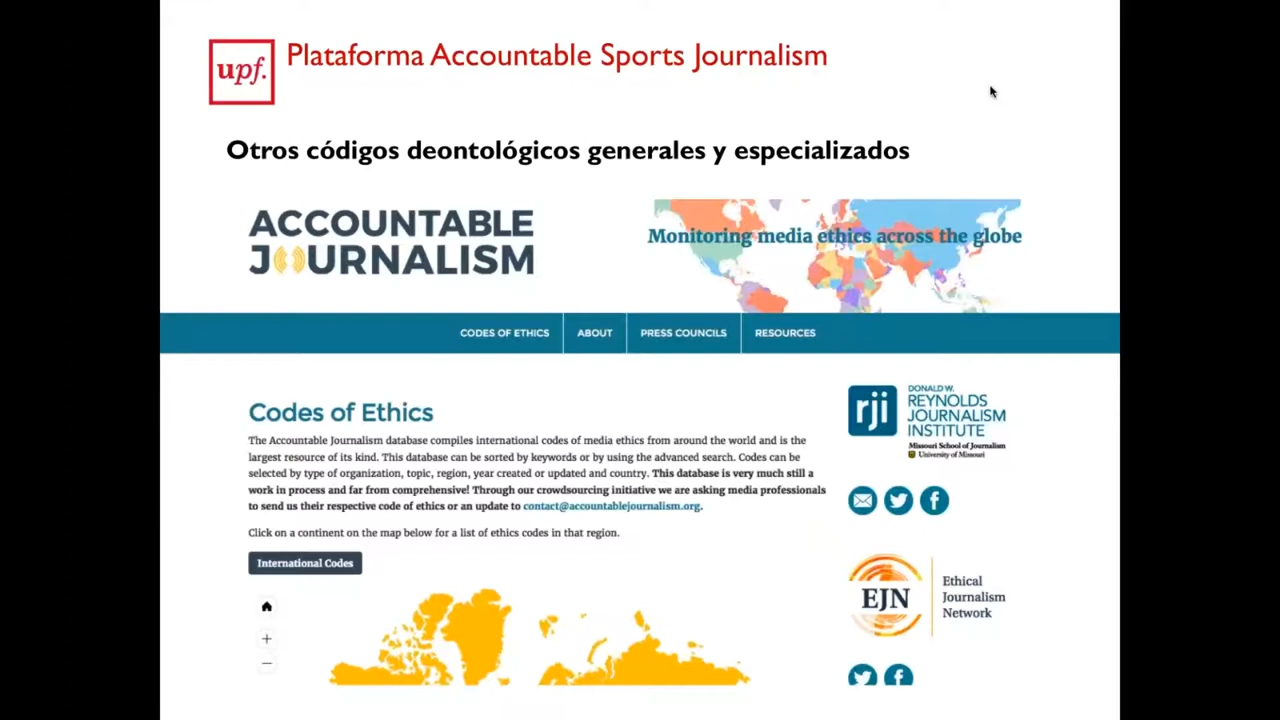 upf.
Plataforma Accountable Sports Journalism
Otros códigos deontológicos generales y especializados
ACCOUNTABLE
JOURNALISM
Monitoring media ethics across the globe
CODES OF ETHICS
ABOUT
PRESS COUNCILS
RESOURCES
Codes of Ethics
The Accountable Journalism database compiles international codes of media ethics from around the world and is the
largest resource of its kind. This database can be sorted by keywords or by using the advanced search. Codes can be
selected by type of organization, topic, region, year created or updated and country. This database is very much still a
work in process and far from comprehensive! Through our crowdsourcing initiative we are asking media professionals
to send us their respective code of ethics or an update to contact@accountablejournalism.org.
Click on a continent on the map below for a list of ethics codes in that region.
International Codes
rji
DONALD W.
REYNOLDS
JOURNALISM
INSTITUTE
Missouri School of Journalism
University of Missouri
EJN
Ethical
Journalism
Network